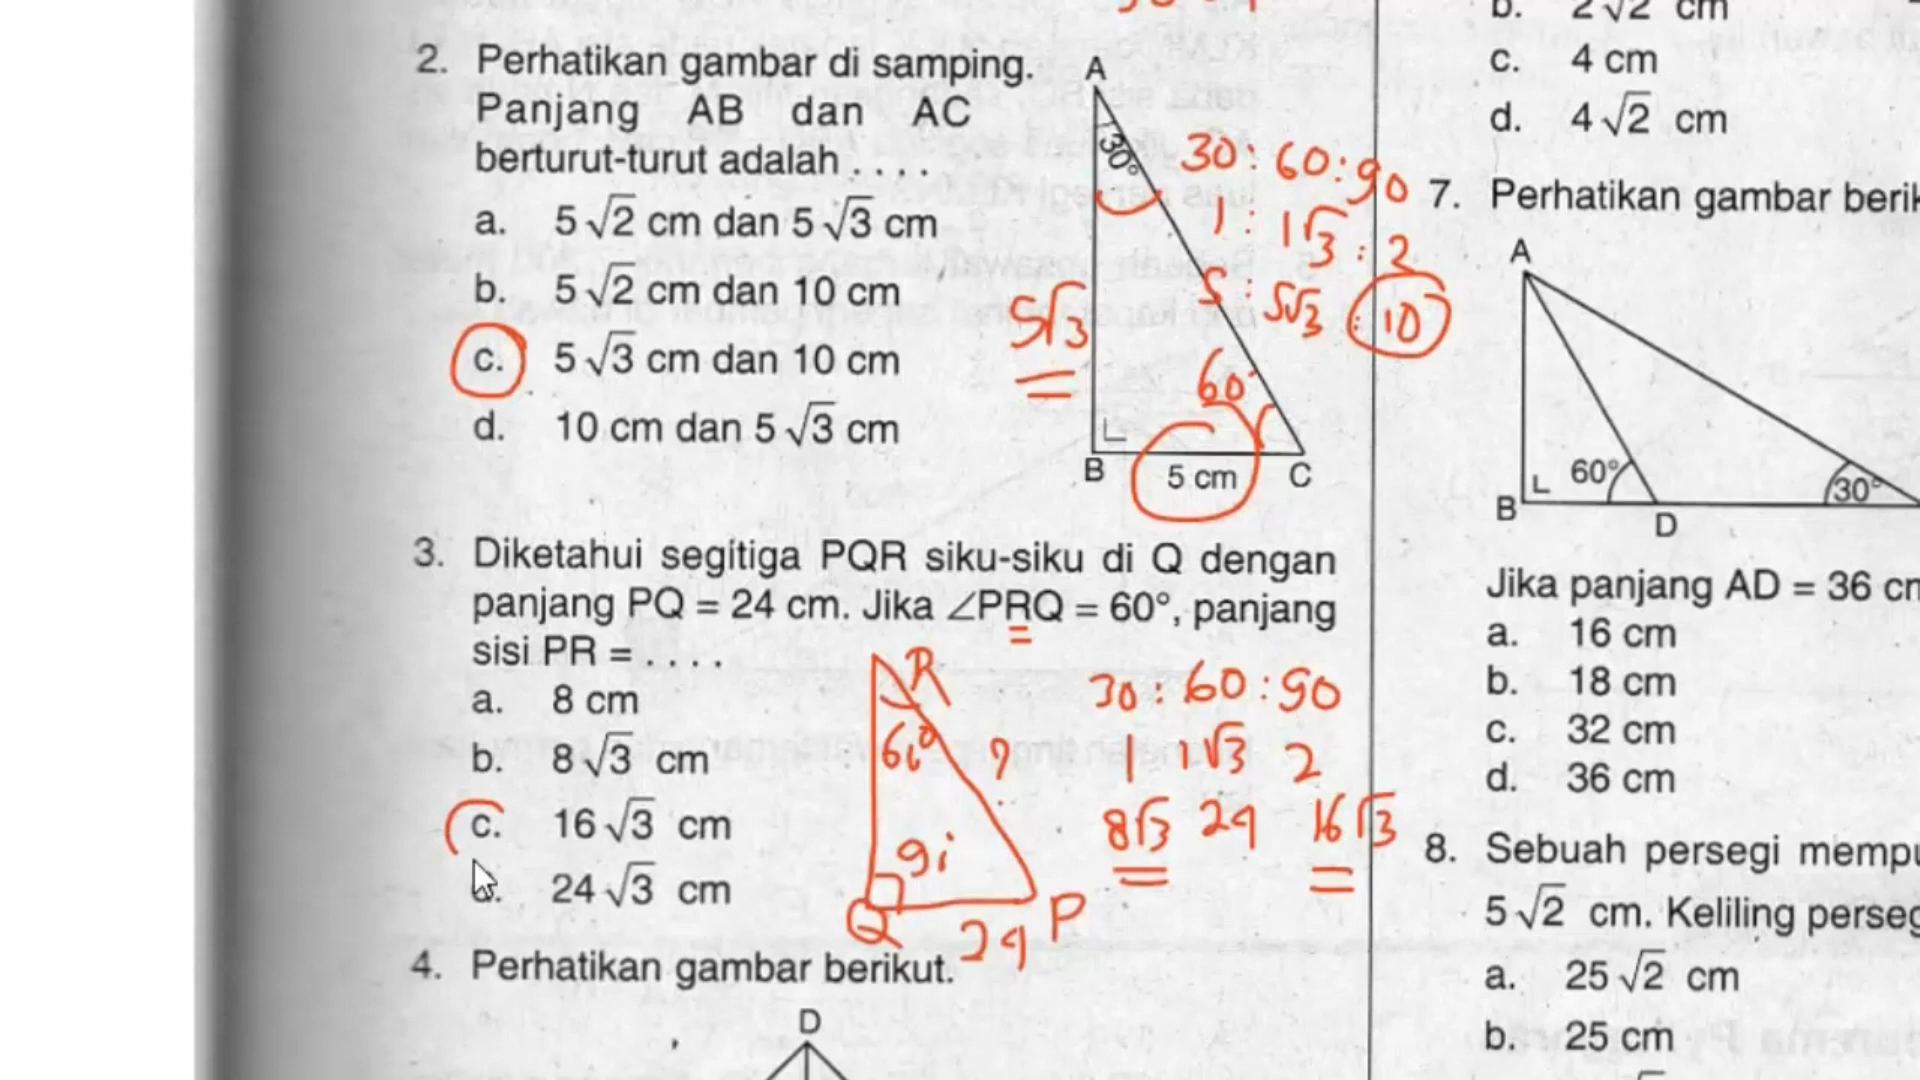 2. Perhatikan gambar di samping.
Panjang AB dan AC
berturut-turut adalah . . . .
a. 5√2 cm dan 5√3 cm
b. 5√2 cm dan 10 cm
c. 5√3 cm dan 10 cm
d. 10 cm dan 5√3 cm
A
30°
30 : 60 : 90
1 : 1√3 : 2
5 : 5√3 : 10
5√3
60°
B 5 cm C
3. Diketahui segitiga PQR siku-siku di Q dengan
panjang PQ = 24 cm. Jika ∠PRQ = 60°, panjang
sisi PR = . . . .
a. 8 cm
b. 8√3 cm
c. 16√3 cm
24√3 cm
R
60°
?
Q 24 P
30 : 60 : 90
1 1√3 2
8√3 24 16√3
4. Perhatikan gambar berikut.
D
b. 2√2 cm
c. 4 cm
d. 4√2 cm
7. Perhatikan gambar
A
60° 30°
B D
Jika panjang AD = 36
a. 16 cm
b. 18 cm
c. 32 cm
d. 36 cm
8. Sebuah persegi
5√2 cm. Keliling
a. 25√2 cm
b. 25 cm